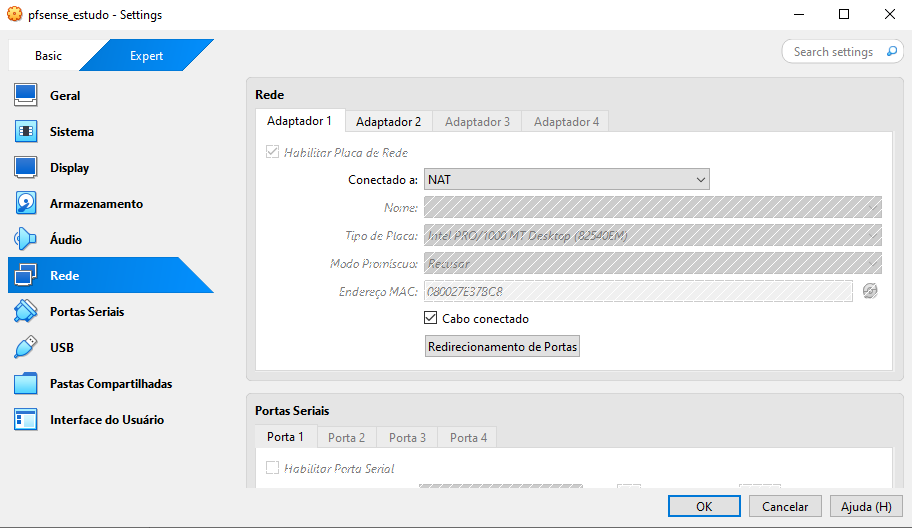 pfsense_estudo - Settings
Basic
Expert
Search settings
Geral
Sistema
Display
Armazenamento
Áudio
Rede
Portas Seriais
USB
Pastas Compartilhadas
Interface do Usuário
Rede
Adaptador 1
Adaptador 2
Adaptador 3
Adaptador 4
Habilitar Placa de Rede
Conectado a: NAT
Nome:
Tipo de Placa: Intel PRO/1000 MT Desktop (82540EM)
Modo Promíscuo: Recusar
Endereço MAC: 080027E37BC8
Cabo conectado
Redirecionamento de Portas
Portas Seriais
Porta 1
Porta 2
Porta 3
Porta 4
Habilitar Porta Serial
OK
Cancelar
Ajuda (H)